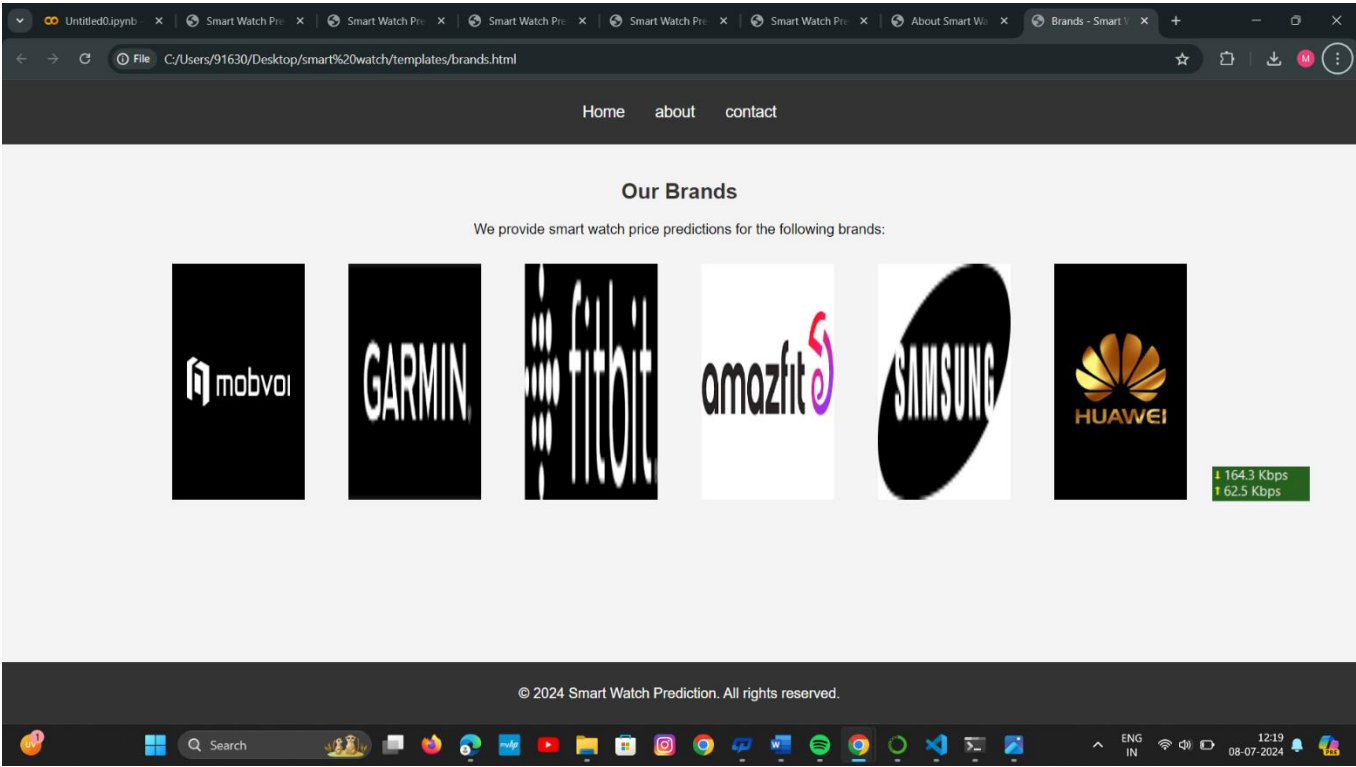 Untitled0.ipynb - 
Smart Watch Pre
Smart Watch Pre
Smart Watch Pre
Smart Watch Pre
Smart Watch Pre
About Smart Wa
Brands - Smart W
File C:/Users/91630/Desktop/smart%20watch/templates/brands.html
M
Home about contact
Our Brands
We provide smart watch price predictions for the following brands:
mobvoi
GARMIN
fitbit
amazfit
SAMSUNG
HUAWEI
164.3 Kbps
62.5 Kbps
© 2024 Smart Watch Prediction. All rights reserved.
Search
ENG
IN
12:19
08-07-2024